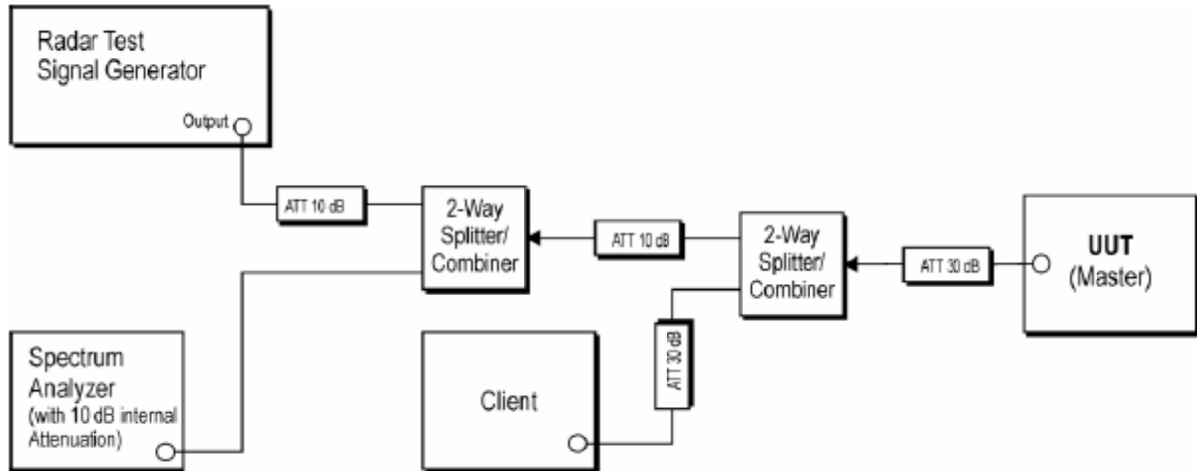 Radar Test
Signal Generator
Output
ATT 10 dB
2-Way
Splitter/
Combiner
ATT 10 dB
2-Way
Splitter/
Combiner
ATT 30 dB
UUT
(Master)
Spectrum
Analyzer
(with 10 dB internal
Attenuation)
Client
ATT 30 dB